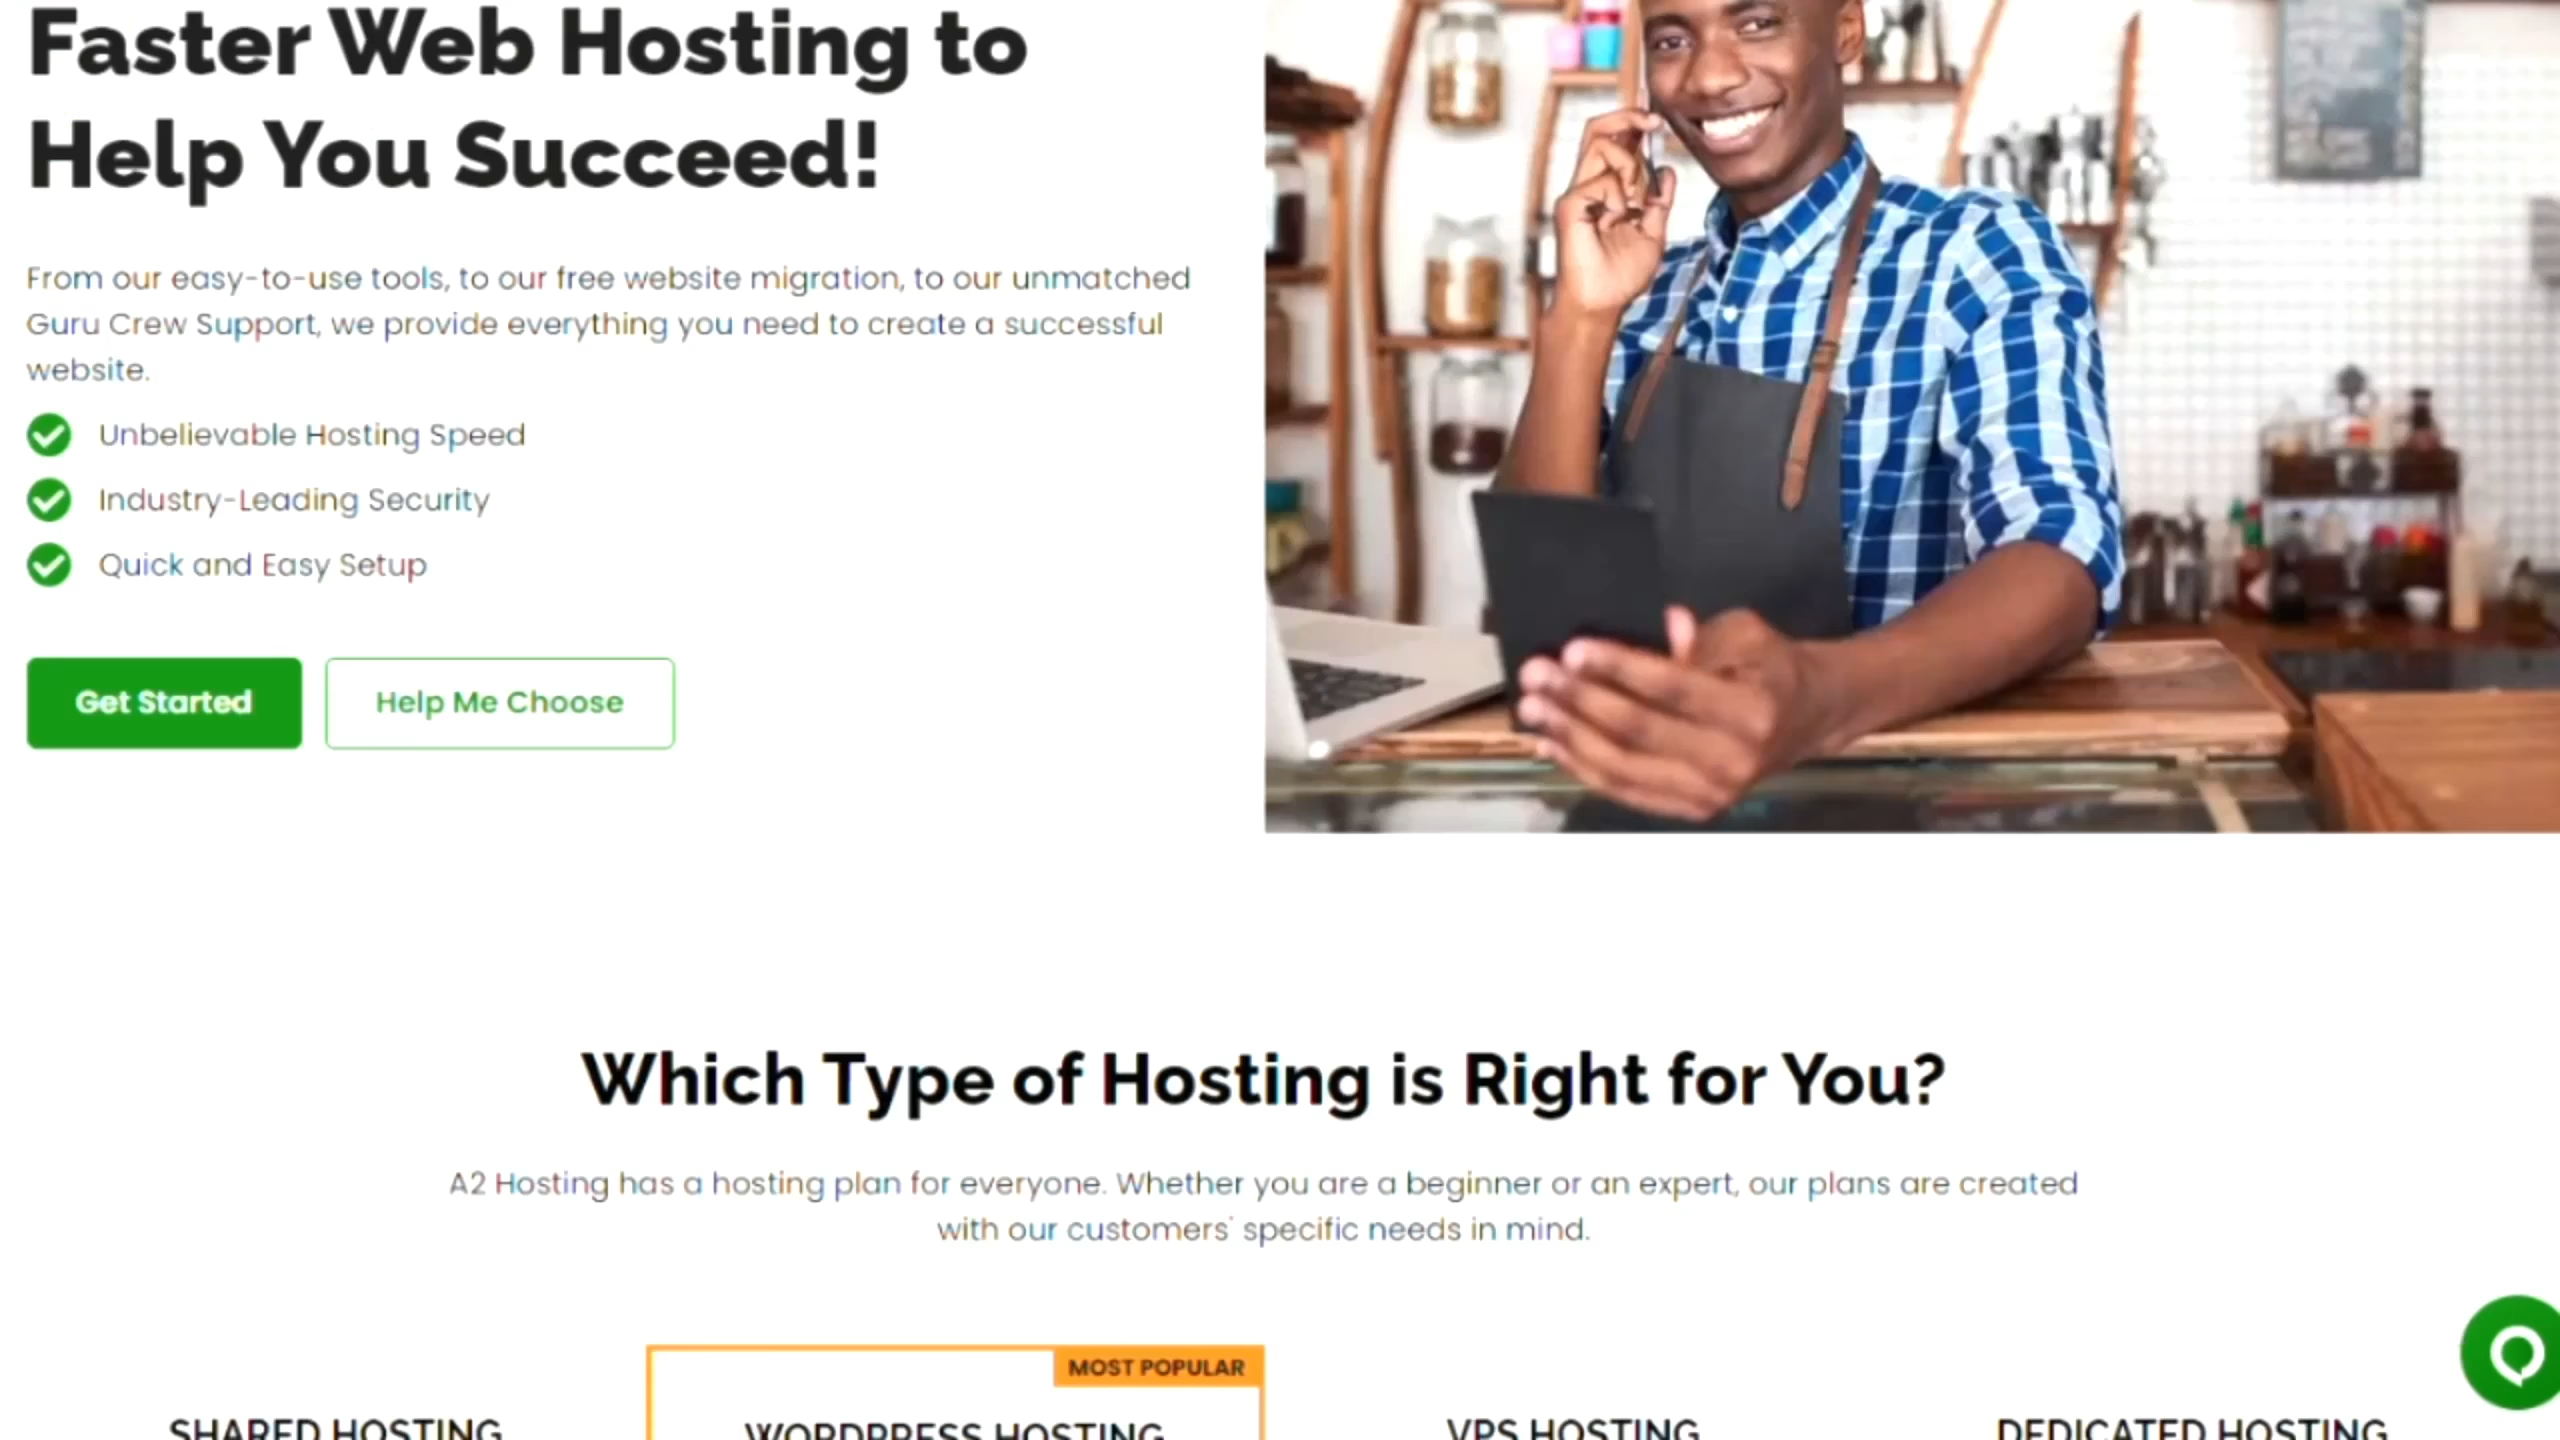 Faster Web Hosting to
Help You Succeed!
From our easy-to-use tools, to our free website migration, to our unmatched
Guru Crew Support, we provide everything you need to create a successful
website.
Unbelievable Hosting Speed
Industry-Leading Security
Quick and Easy Setup
Get Started
Help Me Choose
Which Type of Hosting is Right for You?
A2 Hosting has a hosting plan for everyone. Whether you are a beginner or an expert, our plans are created
with our customers' specific needs in mind.
MOST POPULAR
SHARED HOSTING
WORDPRESS HOSTING
VPS HOSTING
DEDICATED HOSTING